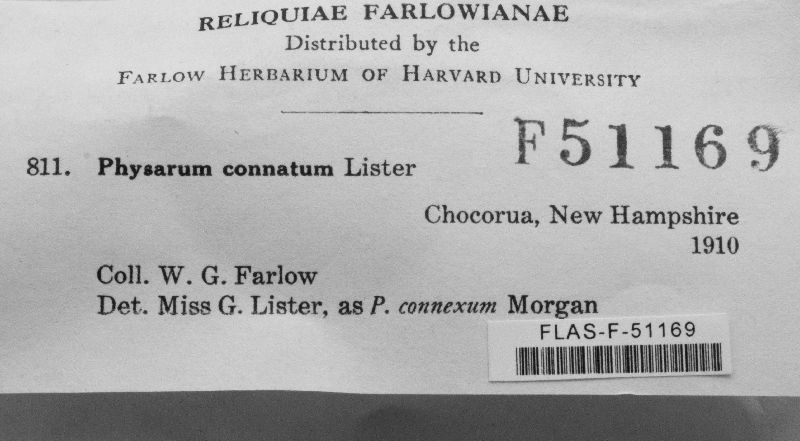 RELIQUIAE FARLOWIANAE
Distributed by the
FARLOW HERBARIUM OF HARVARD UNIVERSITY
F51169
811. Physarum connatum Lister
Chocorua, New Hampshire
1910
Coll. W. G. Farlow
Det. Miss G. Lister, as P. connexum Morgan
FLAS-F-51169